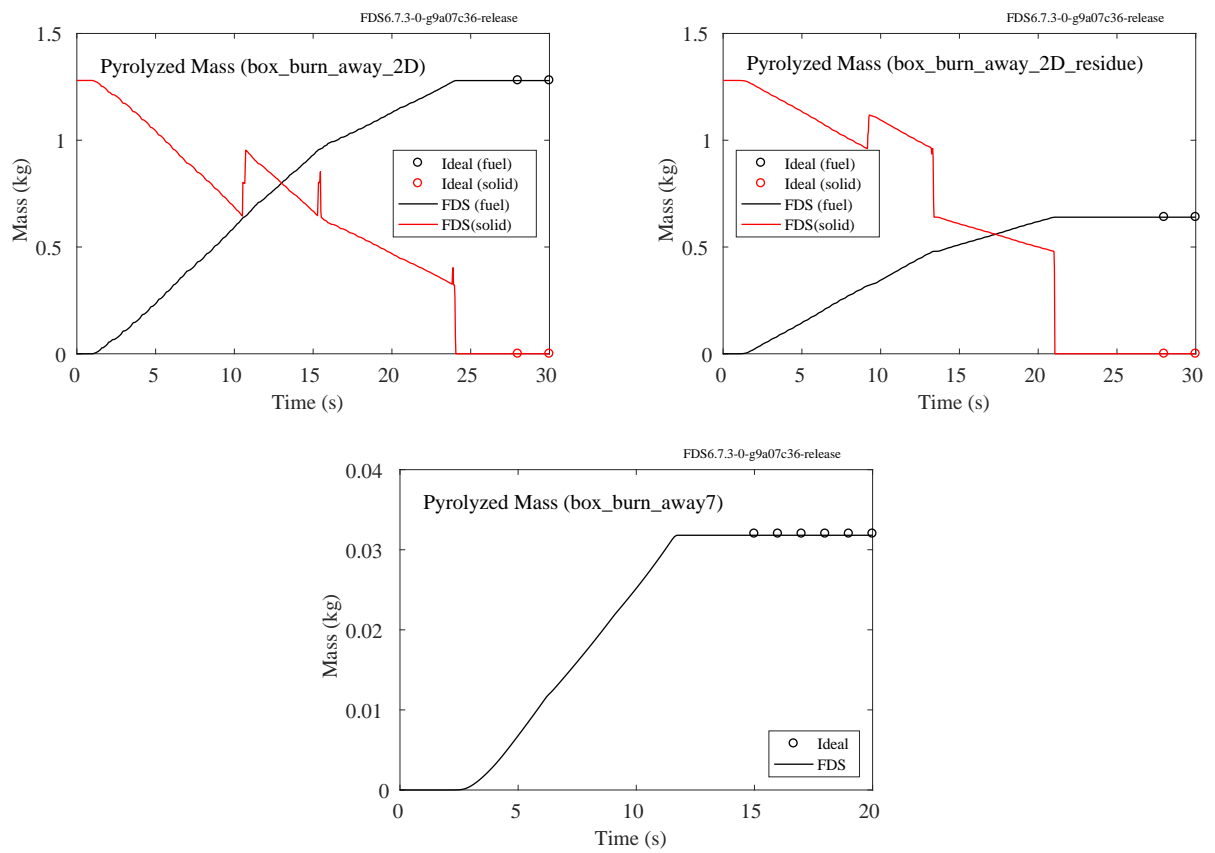 FDS6.7.3-0-g9a07c36-release
Pyrolyzed Mass (box_burn_away_2D)
1.5
1
0.5
0
Mass (kg)
Ideal (fuel)
Ideal (solid)
FDS (fuel)
FDS(solid)
0 5 10 15 20 25 30
Time (s)
FDS6.7.3-0-g9a07c36-release
Pyrolyzed Mass (box_burn_away_2D_residue)
1.5
1
0.5
0
Mass (kg)
Ideal (fuel)
Ideal (solid)
FDS (fuel)
FDS(solid)
0 5 10 15 20 25 30
Time (s)
FDS6.7.3-0-g9a07c36-release
Pyrolyzed Mass (box_burn_away7)
0.04
0.03
0.02
0.01
0
Mass (kg)
Ideal
FDS
0 5 10 15 20
Time (s)